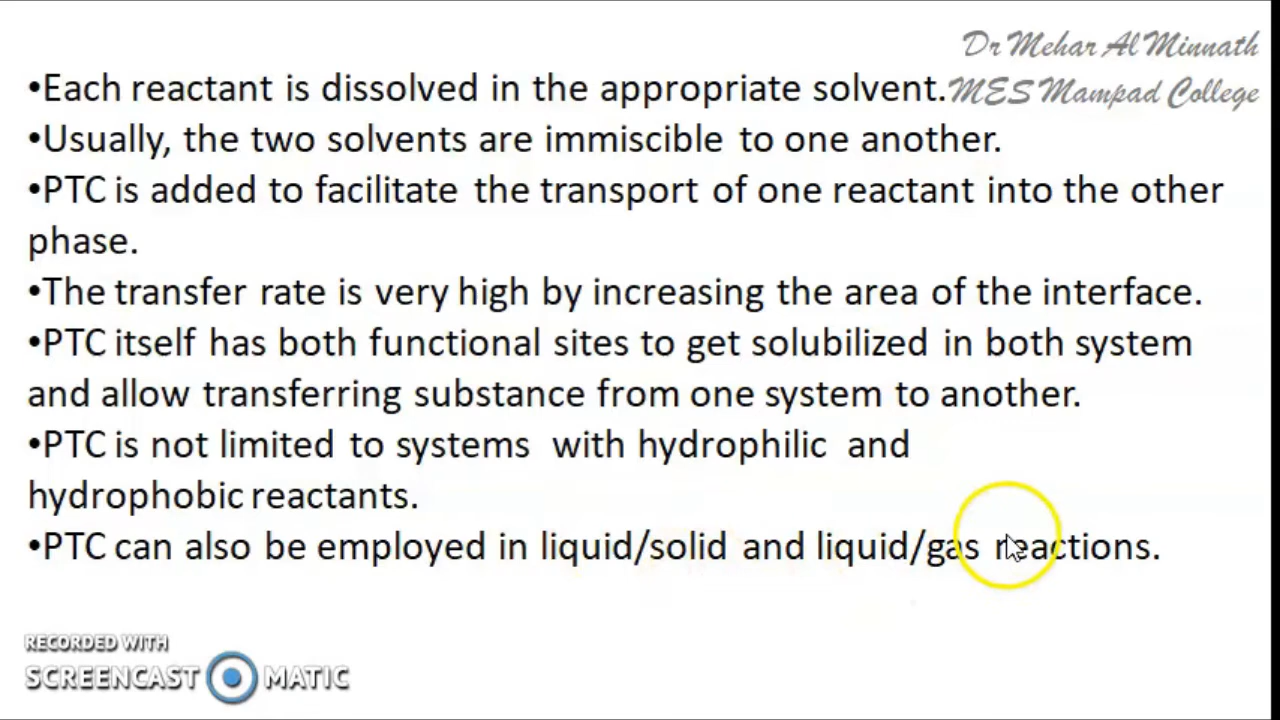 Dr Mehar Al Minnath
•Each reactant is dissolved in the appropriate solvent.
MES Mampad College
•Usually, the two solvents are immiscible to one another.
•PTC is added to facilitate the transport of one reactant into the other
phase.
•The transfer rate is very high by increasing the area of the interface.
•PTC itself has both functional sites to get solubilized in both system
and allow transferring substance from one system to another.
•PTC is not limited to systems with hydrophilic and
hydrophobic reactants.
•PTC can also be employed in liquid/solid and liquid/gas reactions.
RECORDED WITH
SCREENCAST MATIC